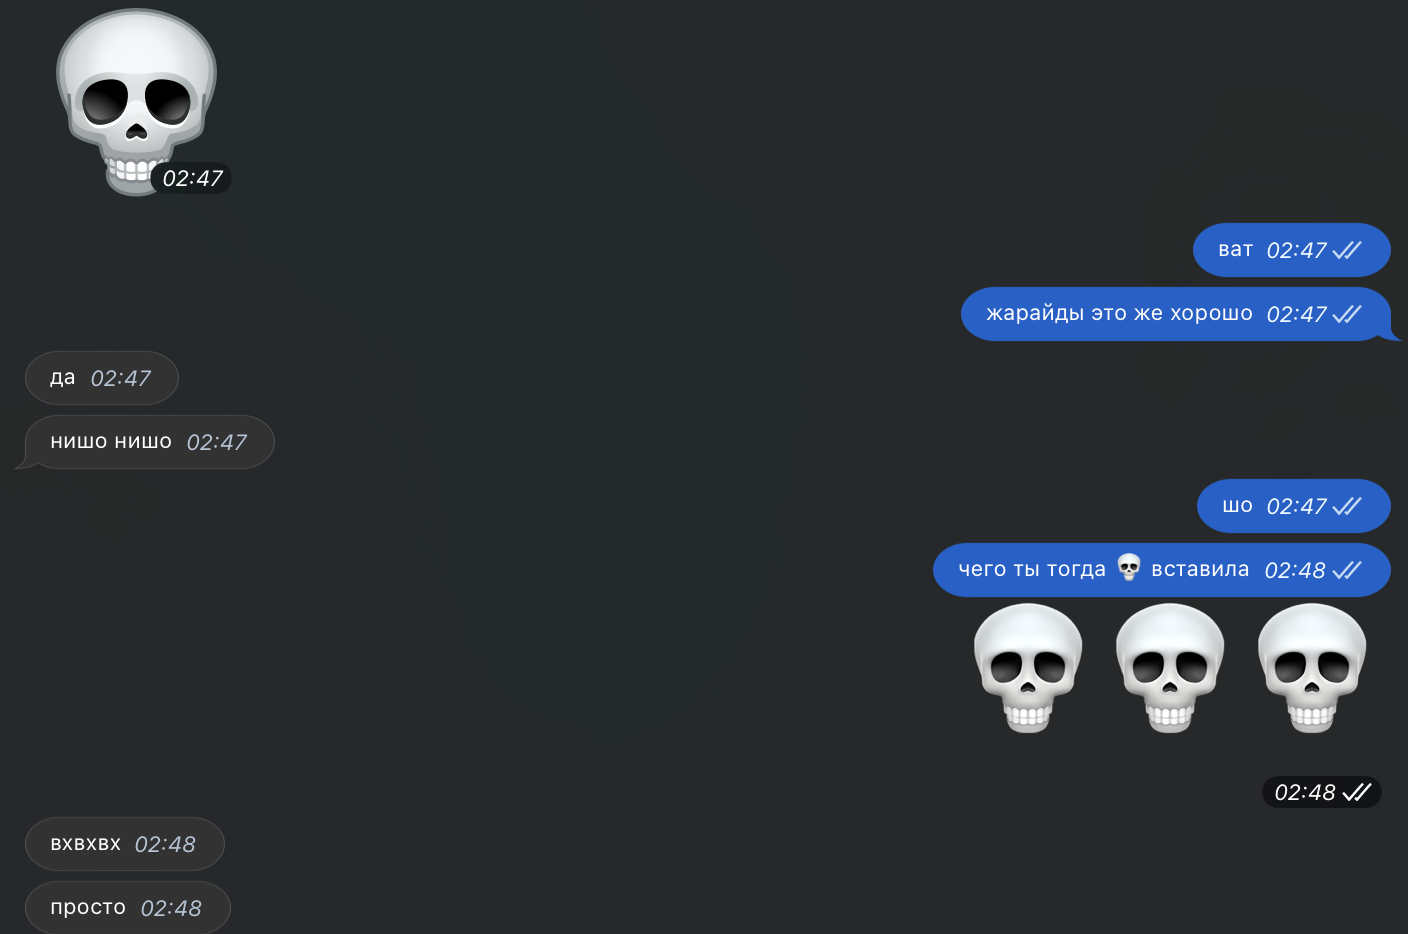 02:47
ват 02:47
жарайды это же хорошо 02:47
да 02:47
нишо нишо 02:47
шо 02:47
чего ты тогда 💀 вставила 02:48
02:48
вхвхвх 02:48
просто 02:48